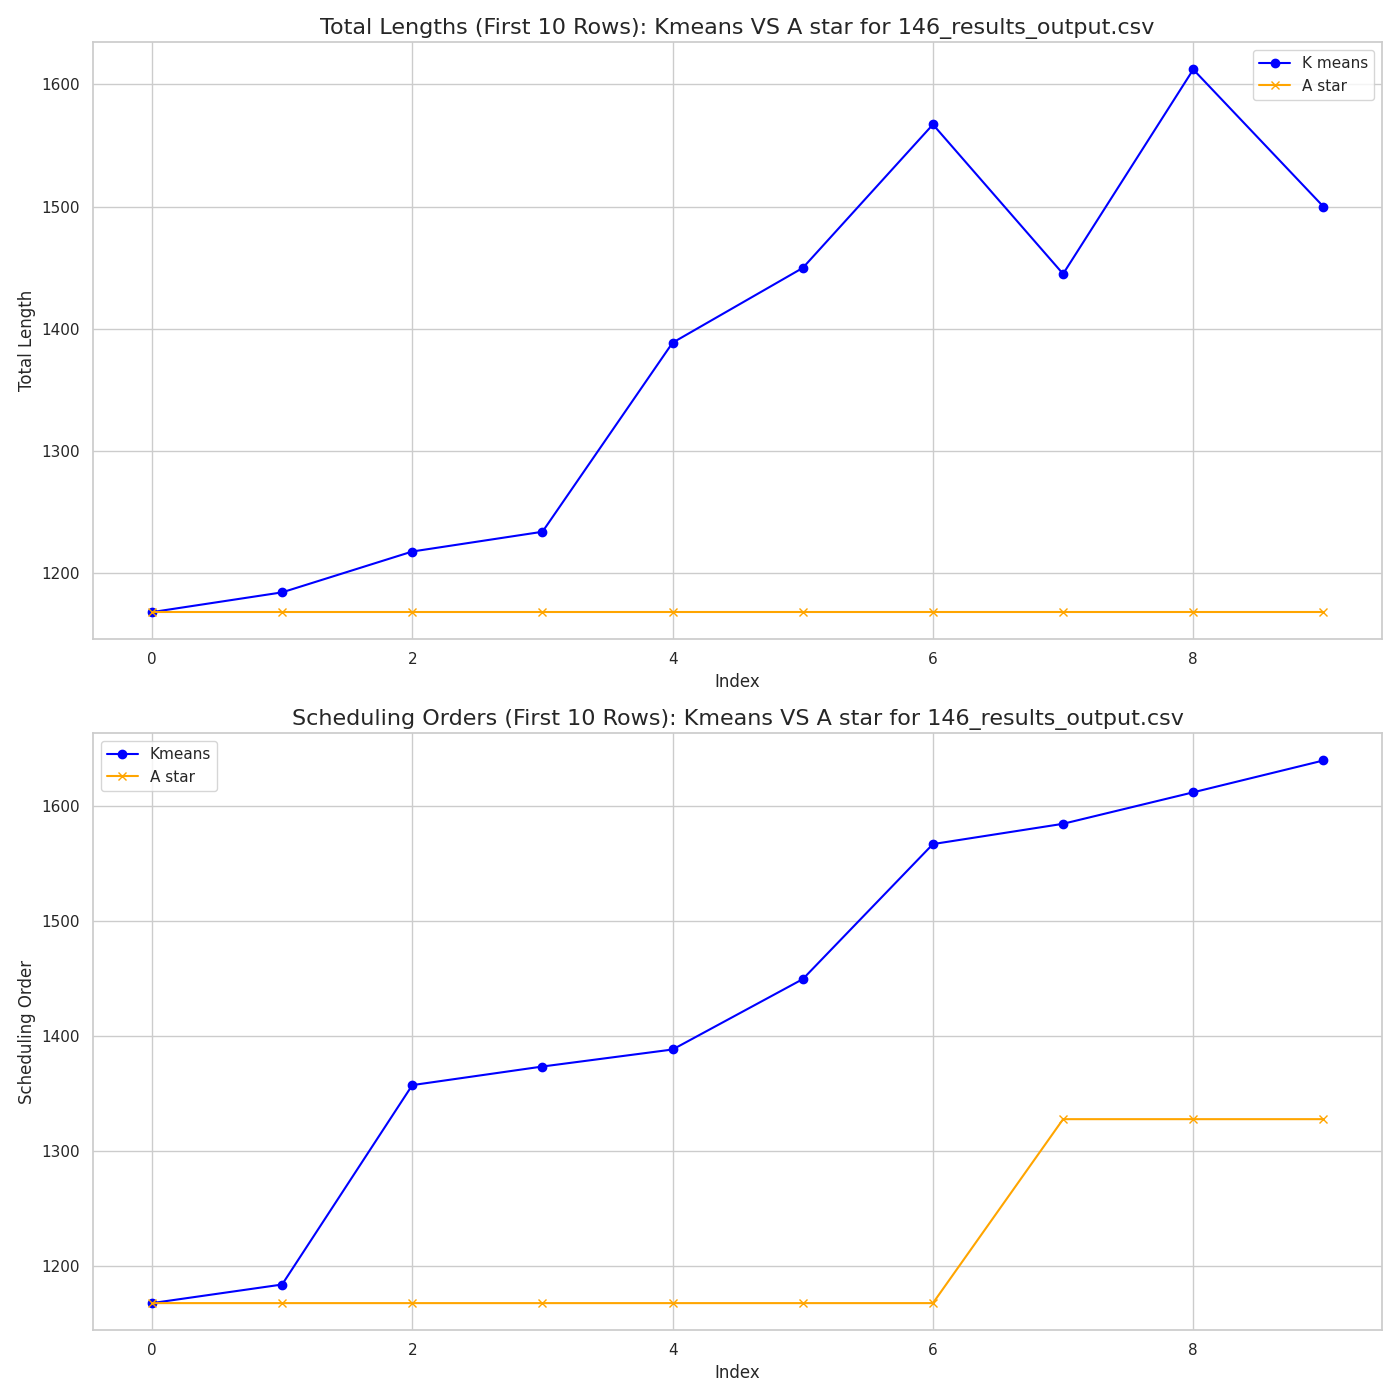 Total Lengths (First 10 Rows): Kmeans VS A star for 146_results_output.csv
K means
A star
1600
1500
1400
1300
1200
Total Length
0 2 4 6 8
Index
Scheduling Orders (First 10 Rows): Kmeans VS A star for 146_results_output.csv
Kmeans
A star
1600
1500
1400
1300
1200
Scheduling Order
0 2 4 6 8
Index